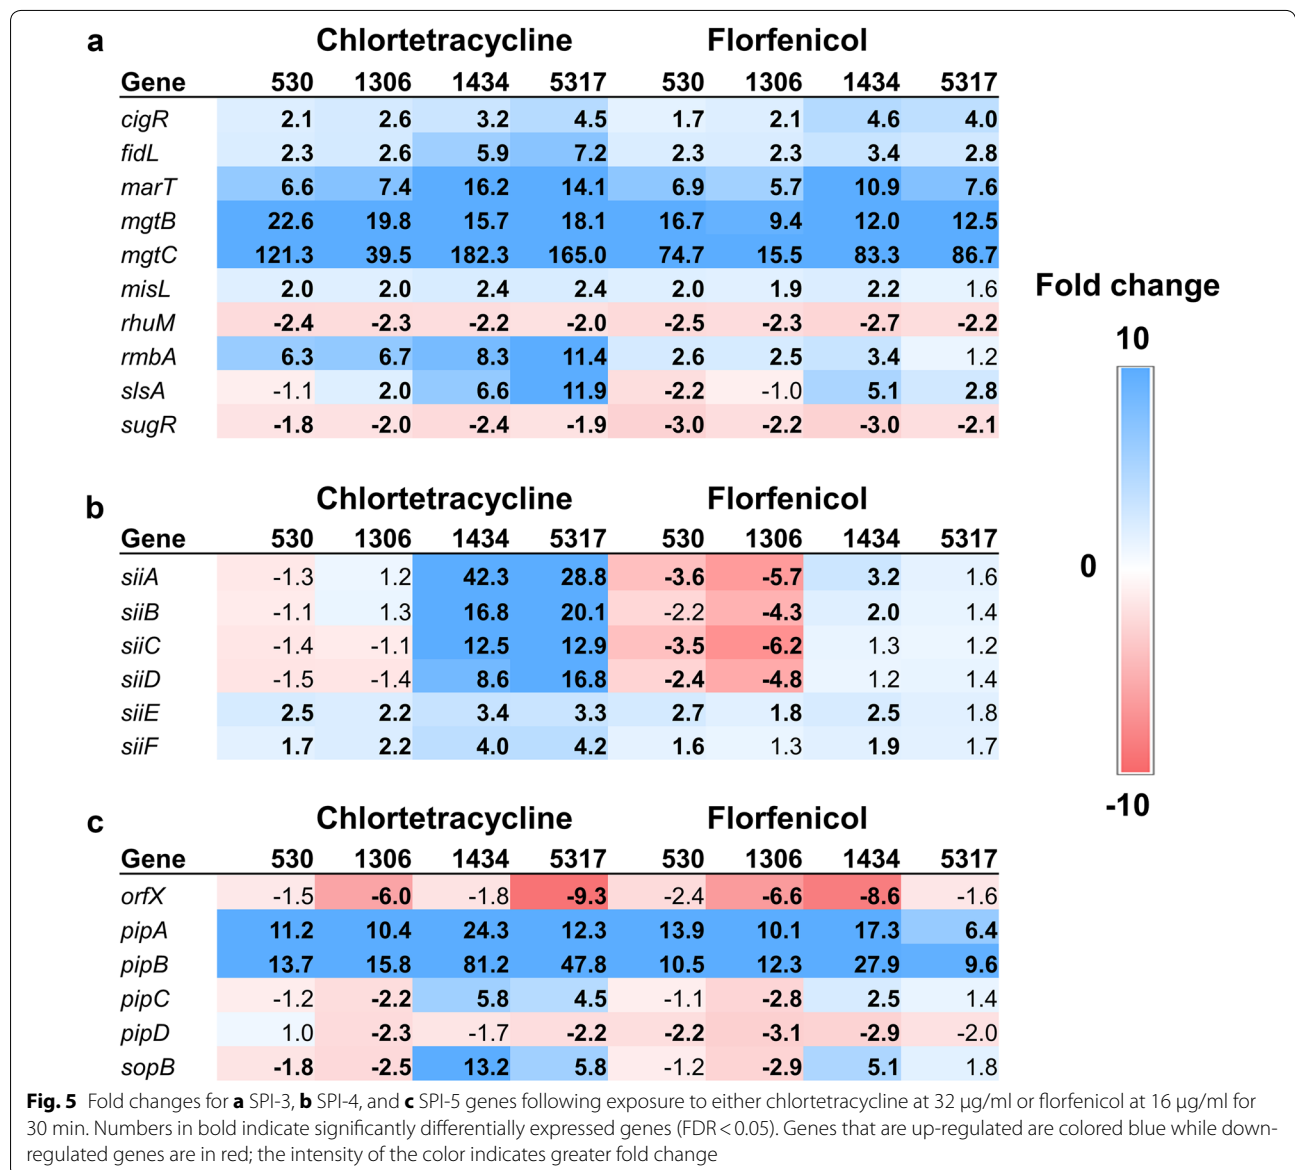 a
Chlortetracycline Florfenicol
Gene 530 1306 1434 5317 530 1306 1434 5317
cigR 2.1 2.6 3.2 4.5 1.7 2.1 4.6 4.0
fidL 2.3 2.6 5.9 7.2 2.3 2.3 3.4 2.8
marT 6.6 7.4 16.2 14.1 6.9 5.7 10.9 7.6
mgtB 22.6 19.8 15.7 18.1 16.7 9.4 12.0 12.5
mgtC 121.3 39.5 182.3 165.0 74.7 15.5 83.3 86.7
misL 2.0 2.0 2.4 2.4 2.0 1.9 2.2 1.6
rhuM -2.4 -2.3 -2.2 -2.0 -2.5 -2.3 -2.7 -2.2
rmbA 6.3 6.7 8.3 11.4 2.6 2.5 3.4 1.2
slsA -1.1 2.0 6.6 11.9 -2.2 -1.0 5.1 2.8
sugR -1.8 -2.0 -2.4 -1.9 -3.0 -2.2 -3.0 -2.1
b
Chlortetracycline Florfenicol
Gene 530 1306 1434 5317 530 1306 1434 5317
siiA -1.3 1.2 42.3 28.8 -3.6 -5.7 3.2 1.6
siiB -1.1 1.3 16.8 20.1 -2.2 -4.3 2.0 1.4
siiC -1.4 -1.1 12.5 12.9 -3.5 -6.2 1.3 1.2
siiD -1.5 -1.4 8.6 16.8 -2.4 -4.8 1.2 1.4
siiE 2.5 2.2 3.4 3.3 2.7 1.8 2.5 1.8
siiF 1.7 2.2 4.0 4.2 1.6 1.3 1.9 1.7
c
Chlortetracycline Florfenicol
Gene 530 1306 1434 5317 530 1306 1434 5317
orfX -1.5 -6.0 -1.8 -9.3 -2.4 -6.6 -8.6 -1.6
pipA 11.2 10.4 24.3 12.3 13.9 10.1 17.3 6.4
pipB 13.7 15.8 81.2 47.8 10.5 12.3 27.9 9.6
pipC -1.2 -2.2 5.8 4.5 -1.1 -2.8 2.5 1.4
pipD 1.0 -2.3 -1.7 -2.2 -2.2 -3.1 -2.9 -2.0
sopB -1.8 -2.5 13.2 5.8 -1.2 -2.9 5.1 1.8
Fold change
10
0
-10
Fig. 5 Fold changes for a SPI-3, b SPI-4, and c SPI-5 genes following exposure to either chlortetracycline at 32 µg/ml or florfenicol at 16 µg/ml for
30 min. Numbers in bold indicate significantly differentially expressed genes (FDR < 0.05). Genes that are up-regulated are colored blue while down-
regulated genes are in red; the intensity of the color indicates greater fold change